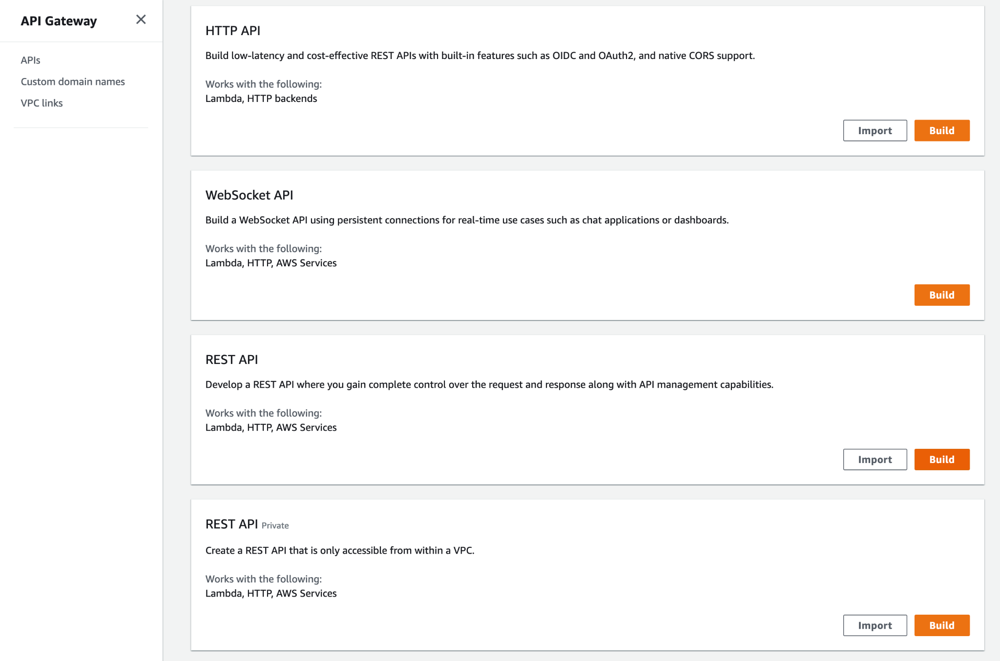 API Gateway
APIs
Custom domain names
VPC links
HTTP API
Build low-latency and cost-effective REST APIs with built-in features such as OIDC and OAuth2, and native CORS support.
Works with the following:
Lambda, HTTP backends
Import
Build
WebSocket API
Build a WebSocket API using persistent connections for real-time use cases such as chat applications or dashboards.
Works with the following:
Lambda, HTTP, AWS Services
Build
REST API
Develop a REST API where you gain complete control over the request and response along with API management capabilities.
Works with the following:
Lambda, HTTP, AWS Services
Import
Build
REST API Private
Create a REST API that is only accessible from within a VPC.
Works with the following:
Lambda, HTTP, AWS Services
Import
Build